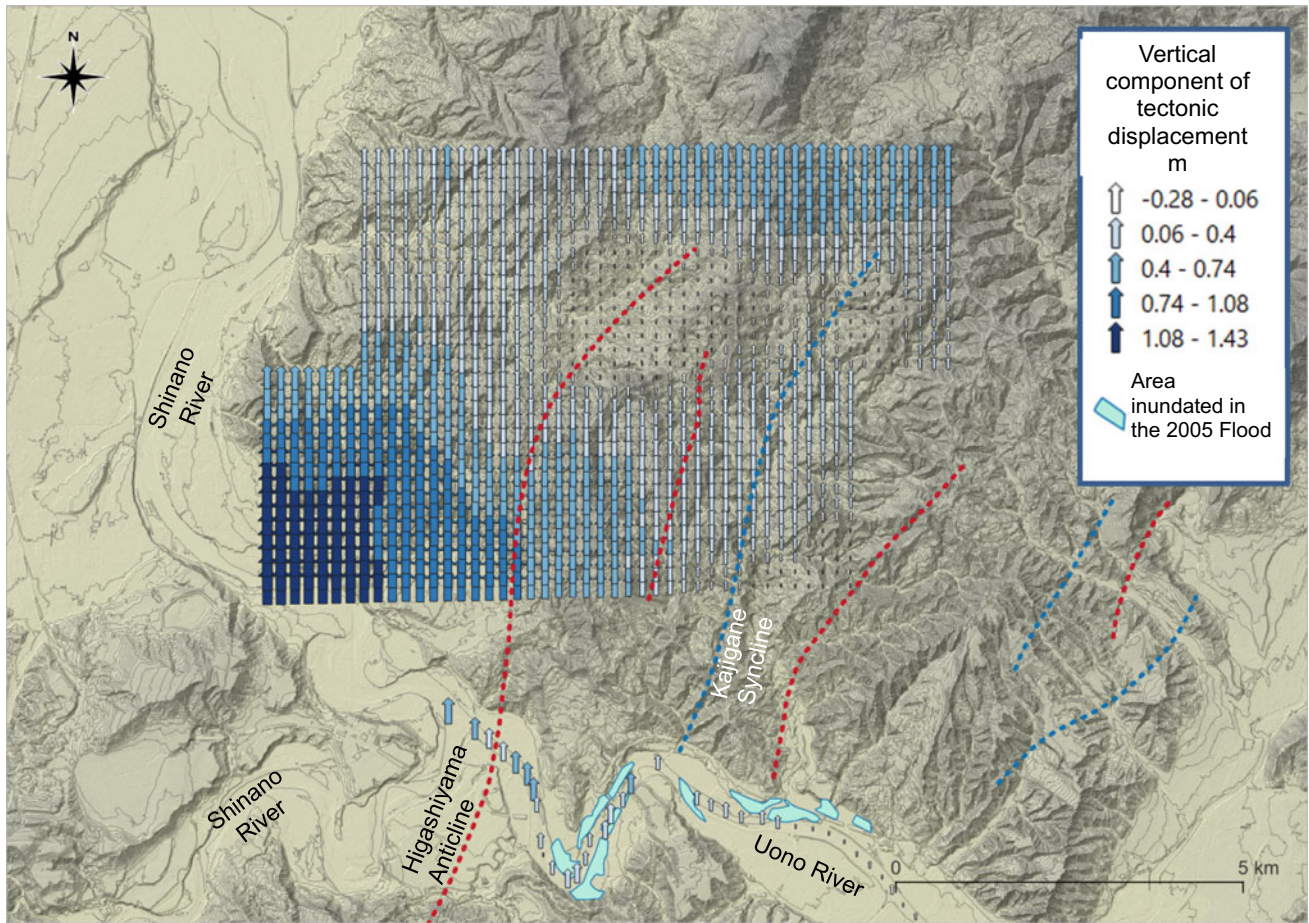 N
Vertical
component of
tectonic
displacement
m
-0.28 - 0.06
0.06 - 0.4
0.4 - 0.74
0.74 - 1.08
1.08 - 1.43
Area
inundated in
the 2005 Flood
Shinano
River
Kajigane
Syncline
Higashiyama
Anticline
Shinano
River
Uono River
0
5 km